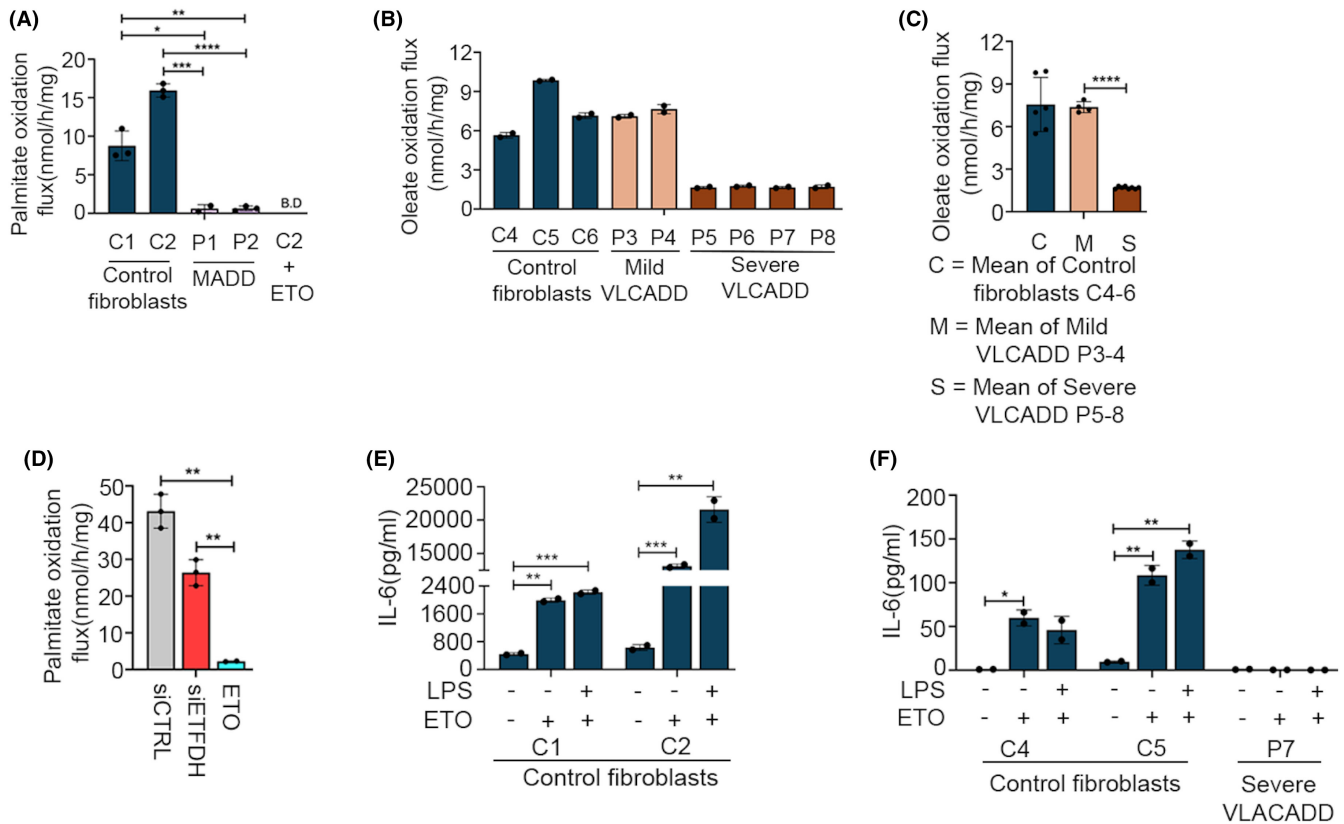 (A)
** 
*
****
***
Palmitate oxidation
flux(nmol/h/mg)
20
15
10
5
0
B.D
C1 C2 P1 P2 C2
Control
fibroblasts
MADD
+
ETO
(B)
Oleate oxidation flux
(nmol/h/mg)
12
9
6
3
0
C4 C5 C6 P3 P4 P5 P6 P7 P8
Control
fibroblasts
Mild
VLCADD
Severe
VLCADD
(C)
Oleate oxidation flux
(nmol/h/mg)
12
9
6
3
0
****
C M S
C = Mean of Control
fibroblasts C4-6
M = Mean of Mild
VLCADD P3-4
S = Mean of Severe
VLCADD P5-8
(D)
Palmitate oxidation
flux(nmol/h/mg)
50
40
30
20
10
0
**
**
siCTRL
siETFDH
ETO
(E)
IL-6(pg/ml)
25000
20000
15000
10000
2400
1600
800
0
***
**
**
***
LPS - - + - - +
ETO - + + - + +
C1 C2
Control fibroblasts
(F)
IL-6(pg/ml)
200
150
100
50
0
*
**
**
LPS - - + - - + - - +
ETO - + + - + + - + +
C4 C5 P7
Control fibroblasts
Severe
VLACADD